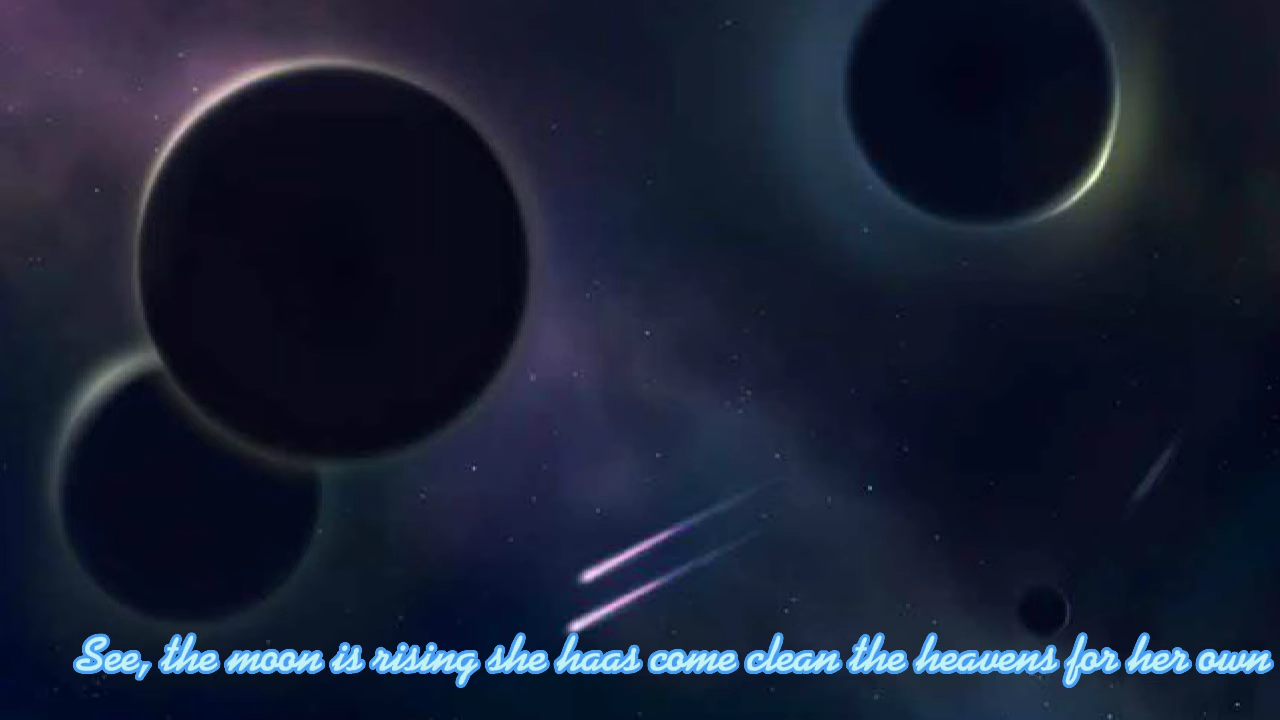 See, the moon is rising she haas come clean the heavens for her own